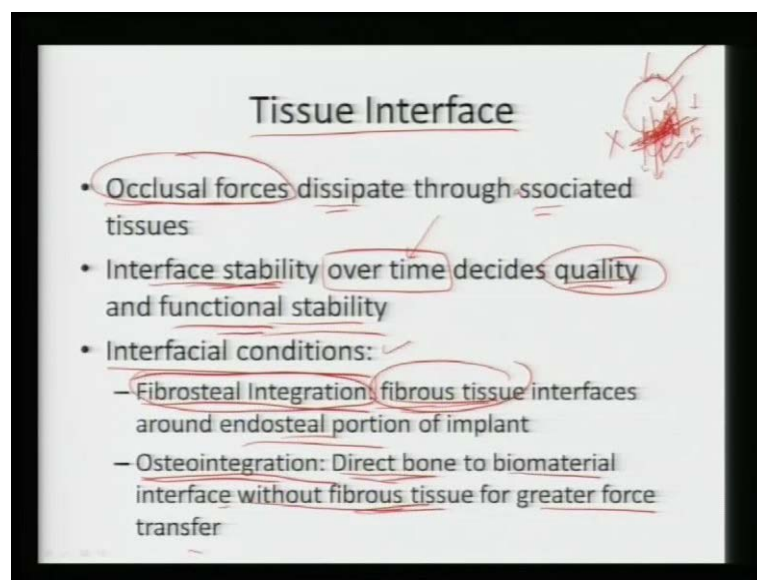 Tissue Interface
• Occlusal forces dissipate through ssociated
tissues
• Interface stability over time decides quality
and functional stability
• Interfacial conditions:
– Fibrosteal Integration: fibrous tissue interfaces
around endosteal portion of implant
– Osteointegration: Direct bone to biomaterial
interface without fibrous tissue for greater force
transfer